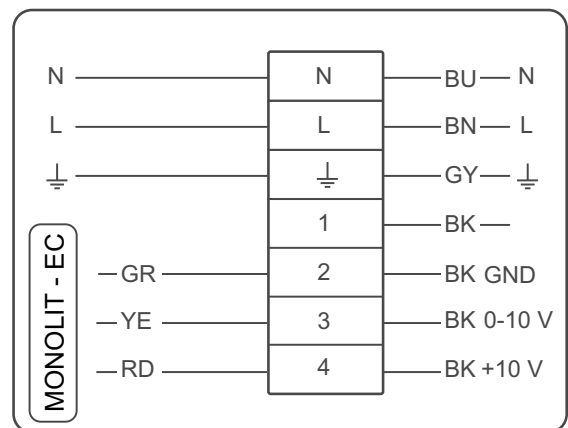 N N BU N
L L BN L
GY
1 BK
GR 2 BK GND
YE 3 BK 0-10 V
RD 4 BK +10 V
MONOLIT - EC